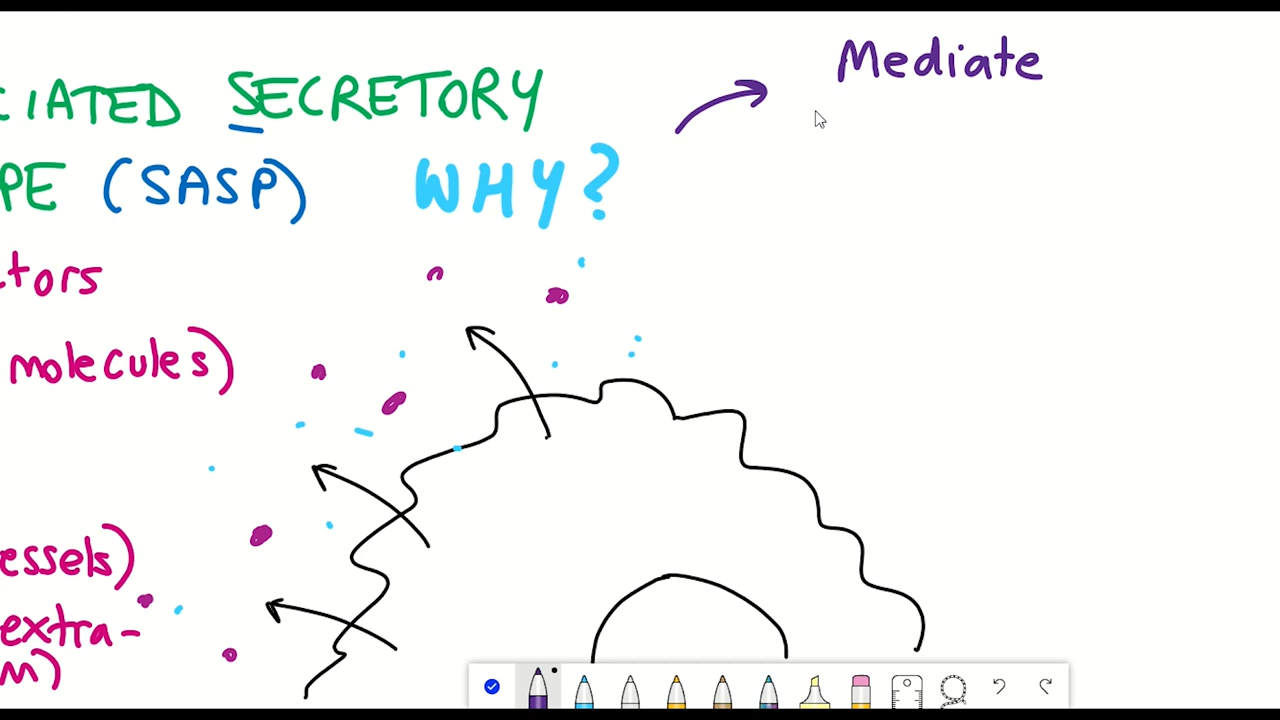 Mediate
CIATED SECRETORY
PE (SASP) WHY?
tors
molecules)
essels)
extra-
M)